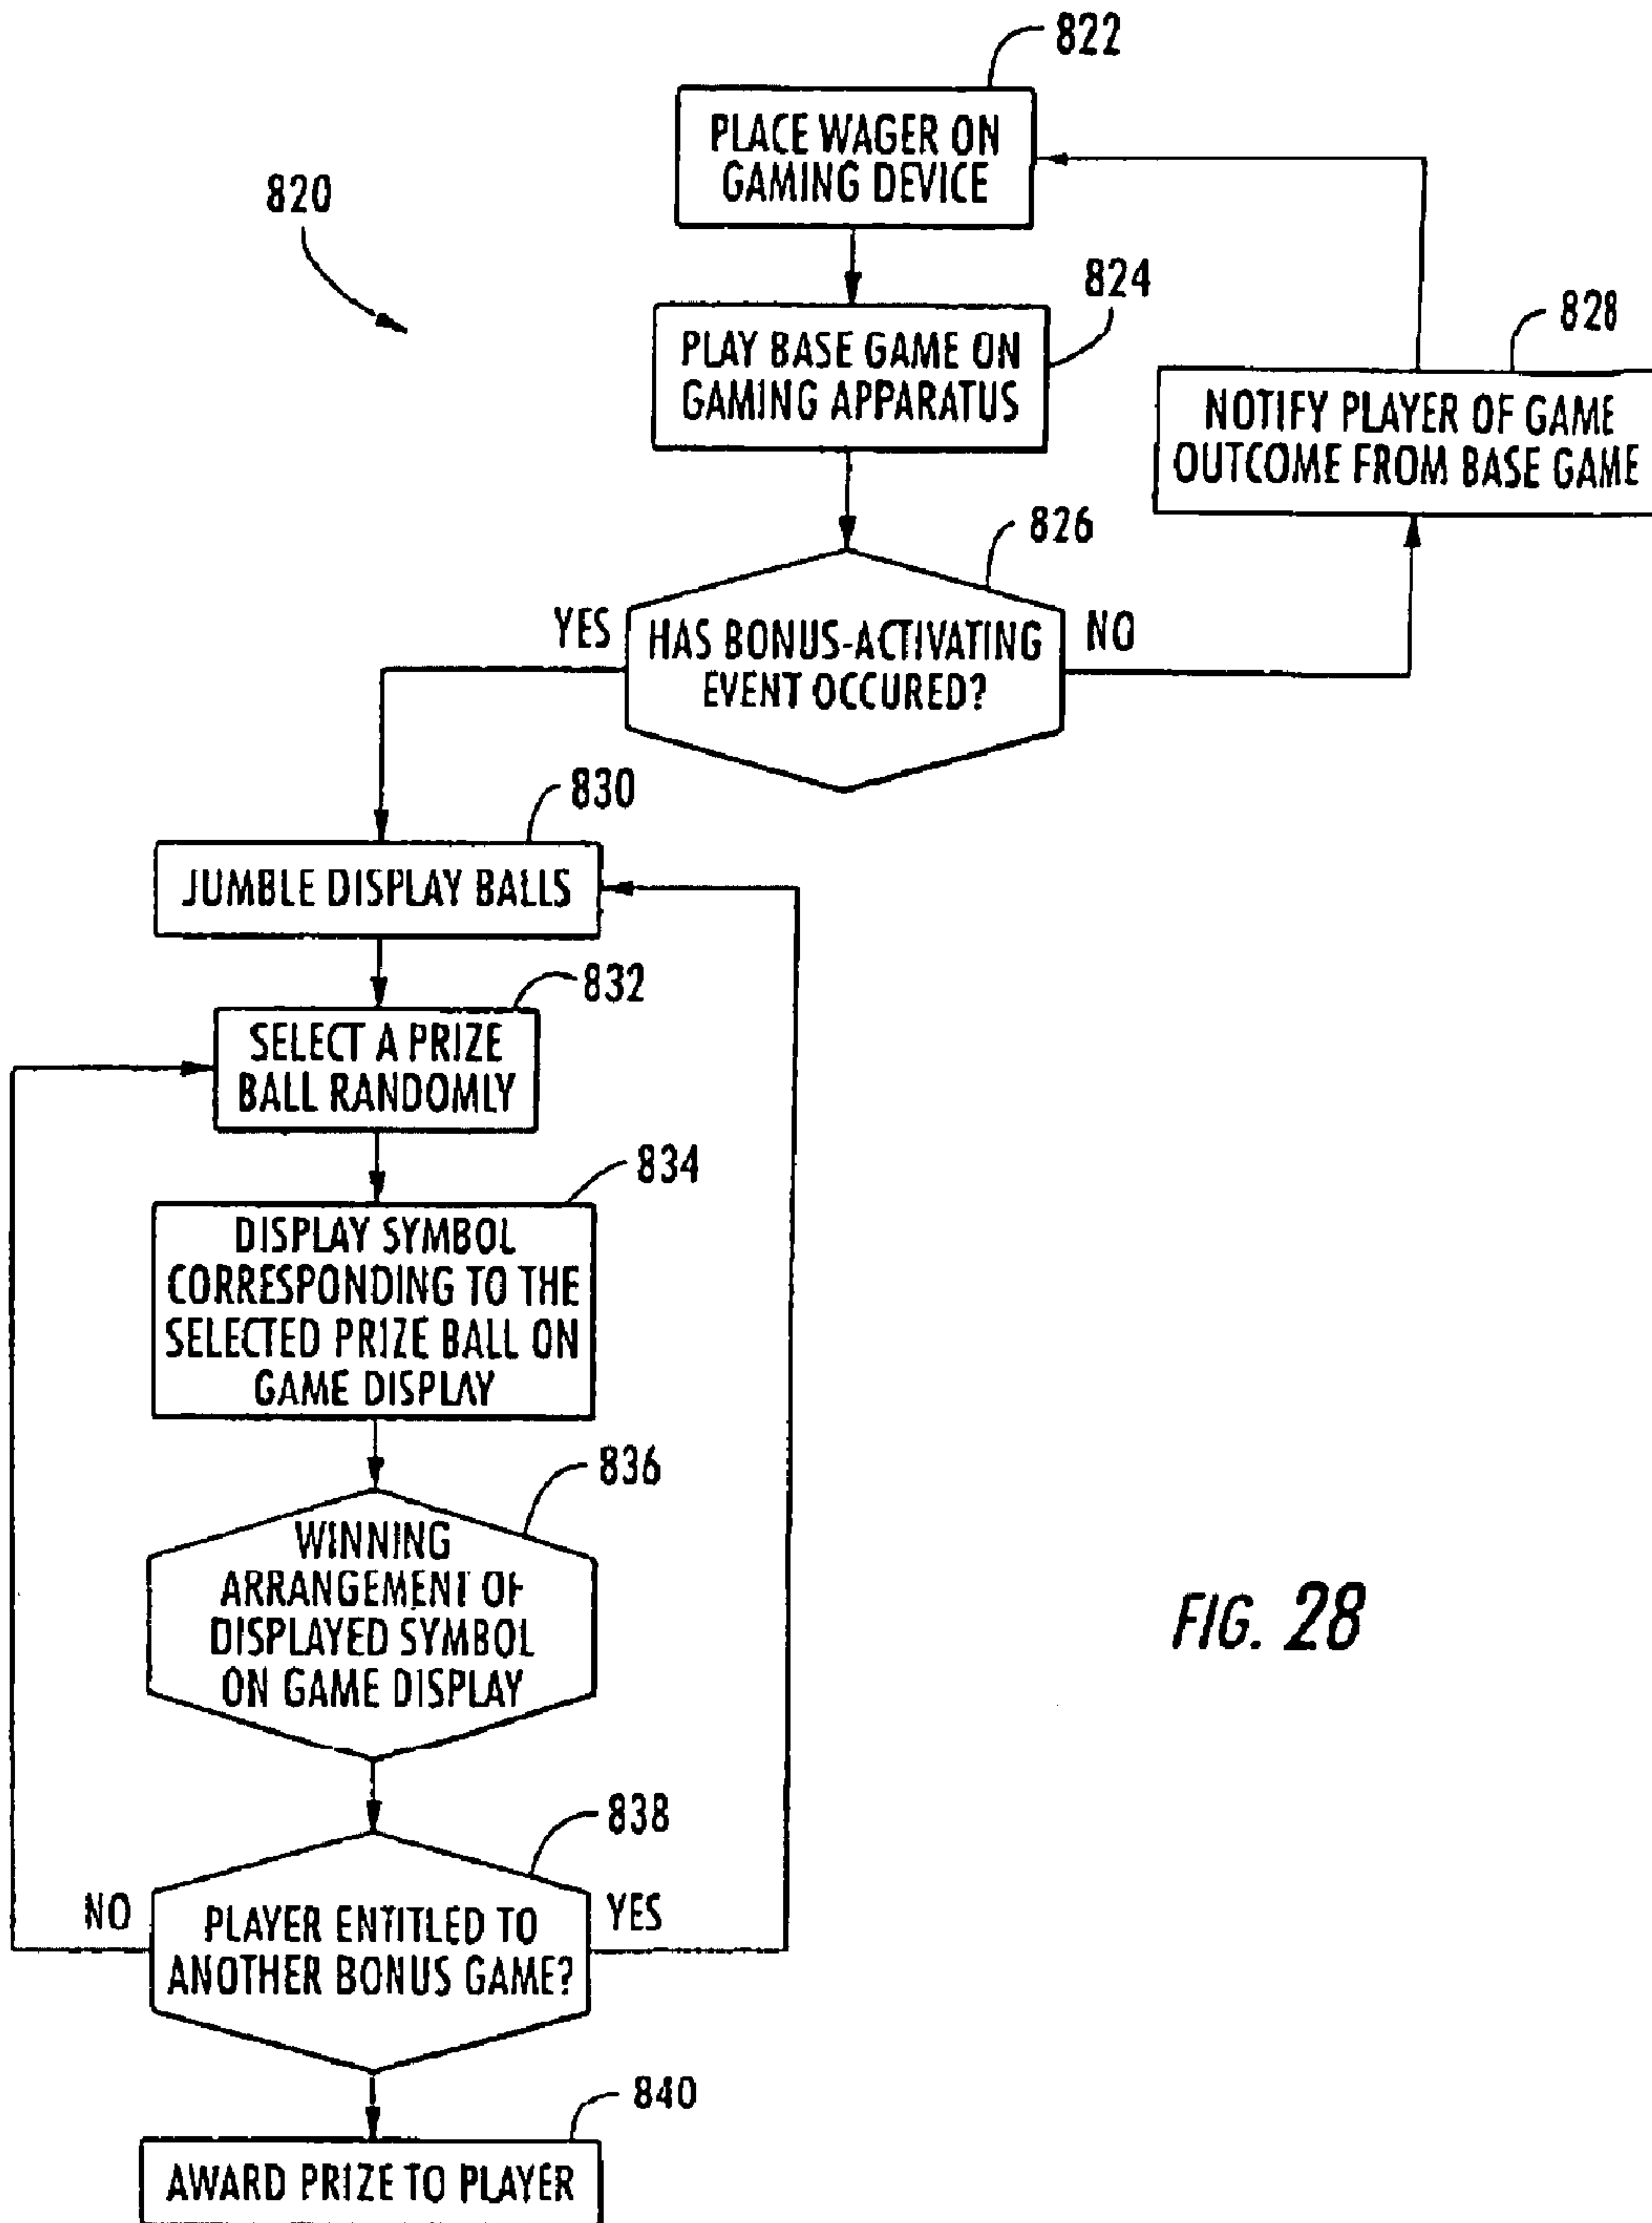 822
PLACE WAGER ON
GAMING DEVICE
820
824
PLAY BASE GAME ON
GAMING APPARATUS
828
NOTIFY PLAYER OF GAME
OUTCOME FROM BASE GAME
826
YES
HAS BONUS-ACTIVATING
EVENT OCCURED?
NO
830
JUMBLE DISPLAY BALLS
832
SELECT A PRIZE
BALL RANDOMLY
834
DISPLAY SYMBOL
CORRESPONDING TO THE
SELECTED PRIZE BALL ON
GAME DISPLAY
836
WINNING
ARRANGEMENT OF
DISPLAYED SYMBOL
ON GAME DISPLAY
FIG. 28
838
NO
PLAYER ENTITLED TO
ANOTHER BONUS GAME?
YES
840
AWARD PRIZE TO PLAYER